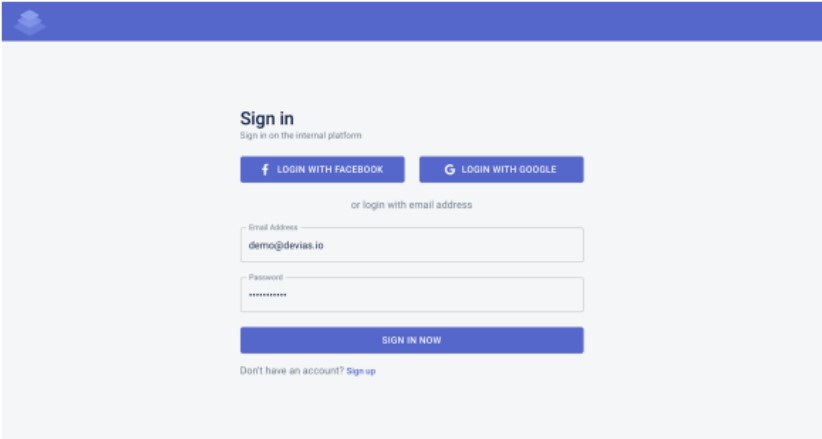 Sign in
Sign in on the internal platform
LOGIN WITH FACEBOOK
LOGIN WITH GOOGLE
or login with email address
Email Address
demo@devias.io
Password
•••••••••••
SIGN IN NOW
Don't have an account? Sign up